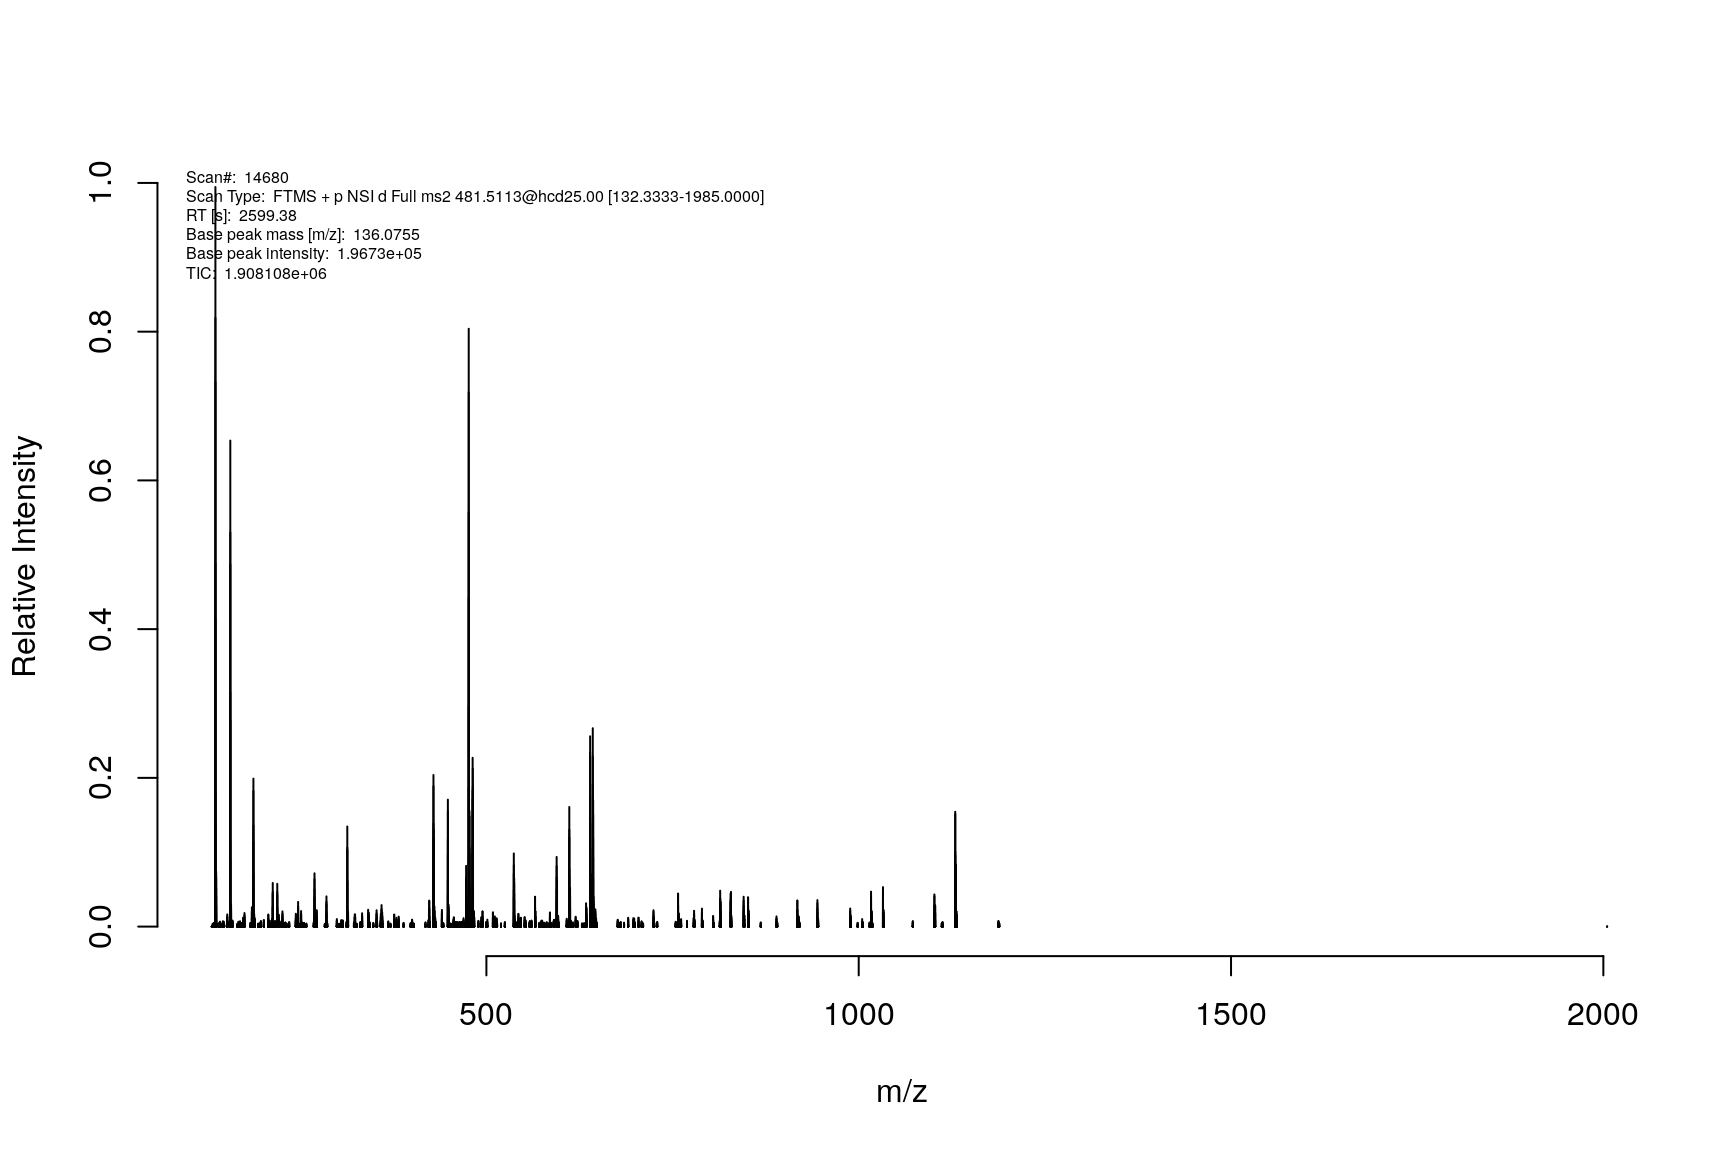 Scan#: 14680
Scan Type: FTMS + p NSI d Full ms2 481.5113@hcd25.00 [132.3333-1985.0000]
RT [s]: 2599.38
Base peak mass [m/z]: 136.0755
Base peak intensity: 1.9673e+05
TIC: 1.908108e+06
1.0
0.8
0.6
0.4
0.2
0.0
Relative Intensity
500 1000 1500 2000
m/z